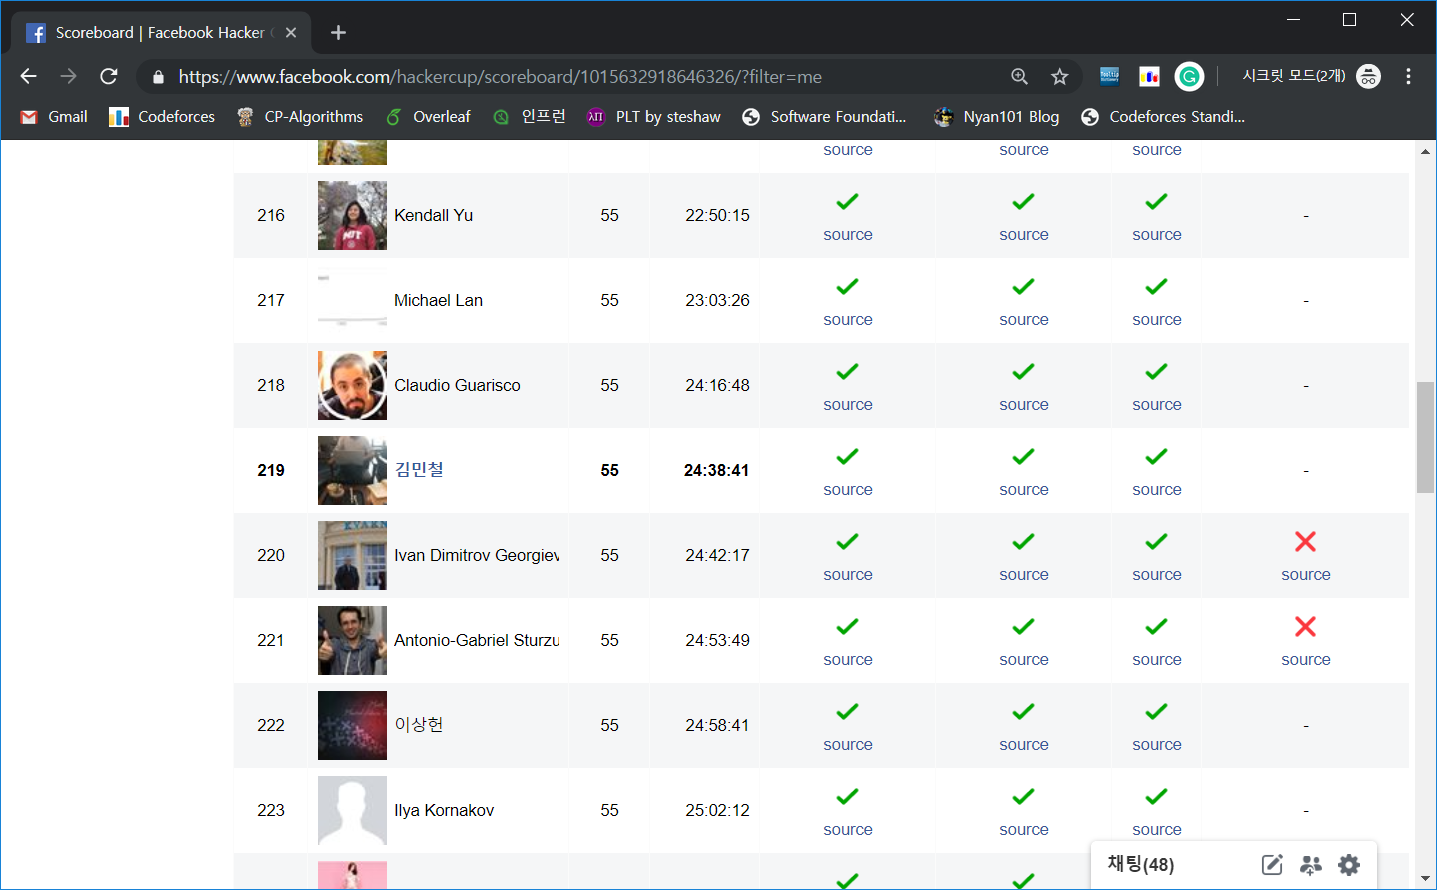 Scoreboard | Facebook Hacker
https://www.facebook.com/hackercup/scoreboard/1015632918646326/?filter=me
시크릿 모드(2개)
Gmail Codeforces CP-Algorithms Overleaf 인프런 λΠ PLT by steshaw Software Foundati... Nyan101 Blog Codeforces Standi...
source source source
216 Kendall Yu 55 22:50:15 -
source source source
217 Michael Lan 55 23:03:26 -
source source source
218 Claudio Guarisco 55 24:16:48 -
source source source
219 김민철 55 24:38:41 -
source source source
220 Ivan Dimitrov Georgiev 55 24:42:17
source source source source
221 Antonio-Gabriel Sturzu 55 24:53:49
source source source source
222 이상헌 55 24:58:41 -
source source source
223 Ilya Kornakov 55 25:02:12 -
source source source
채팅(48)